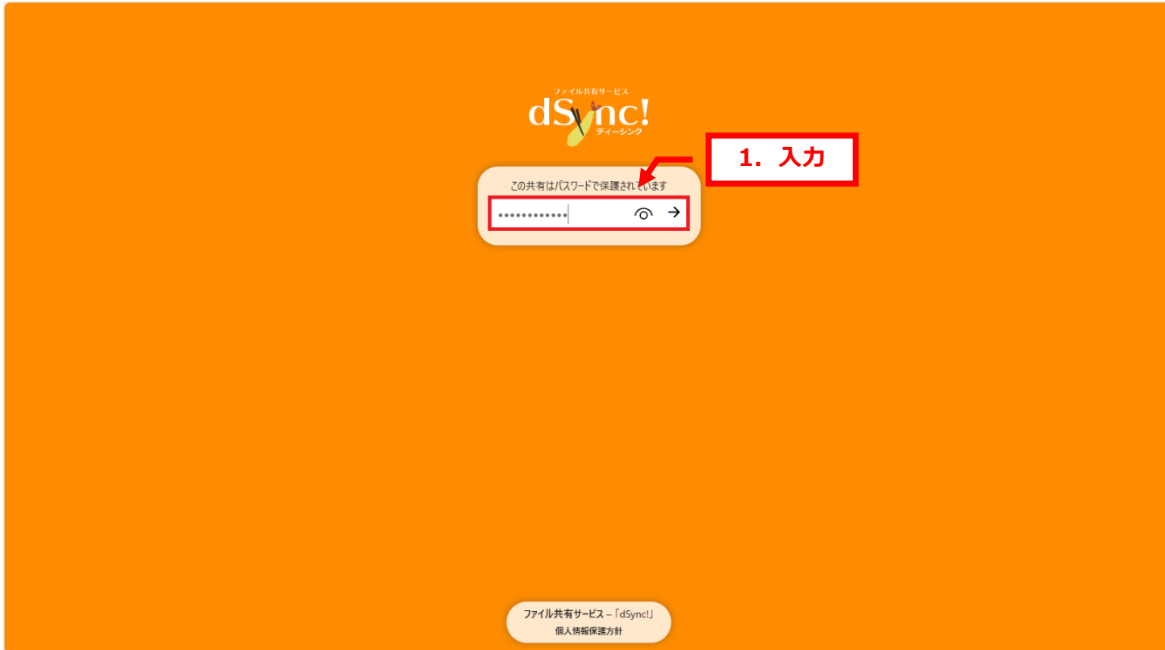 ファイル共有サービス
dSync!
ティーシンク
1. 入力
この共有はパスワードで保護されています
••••••••••••
ファイル共有サービス – 「dSync!」
個人情報保護方針